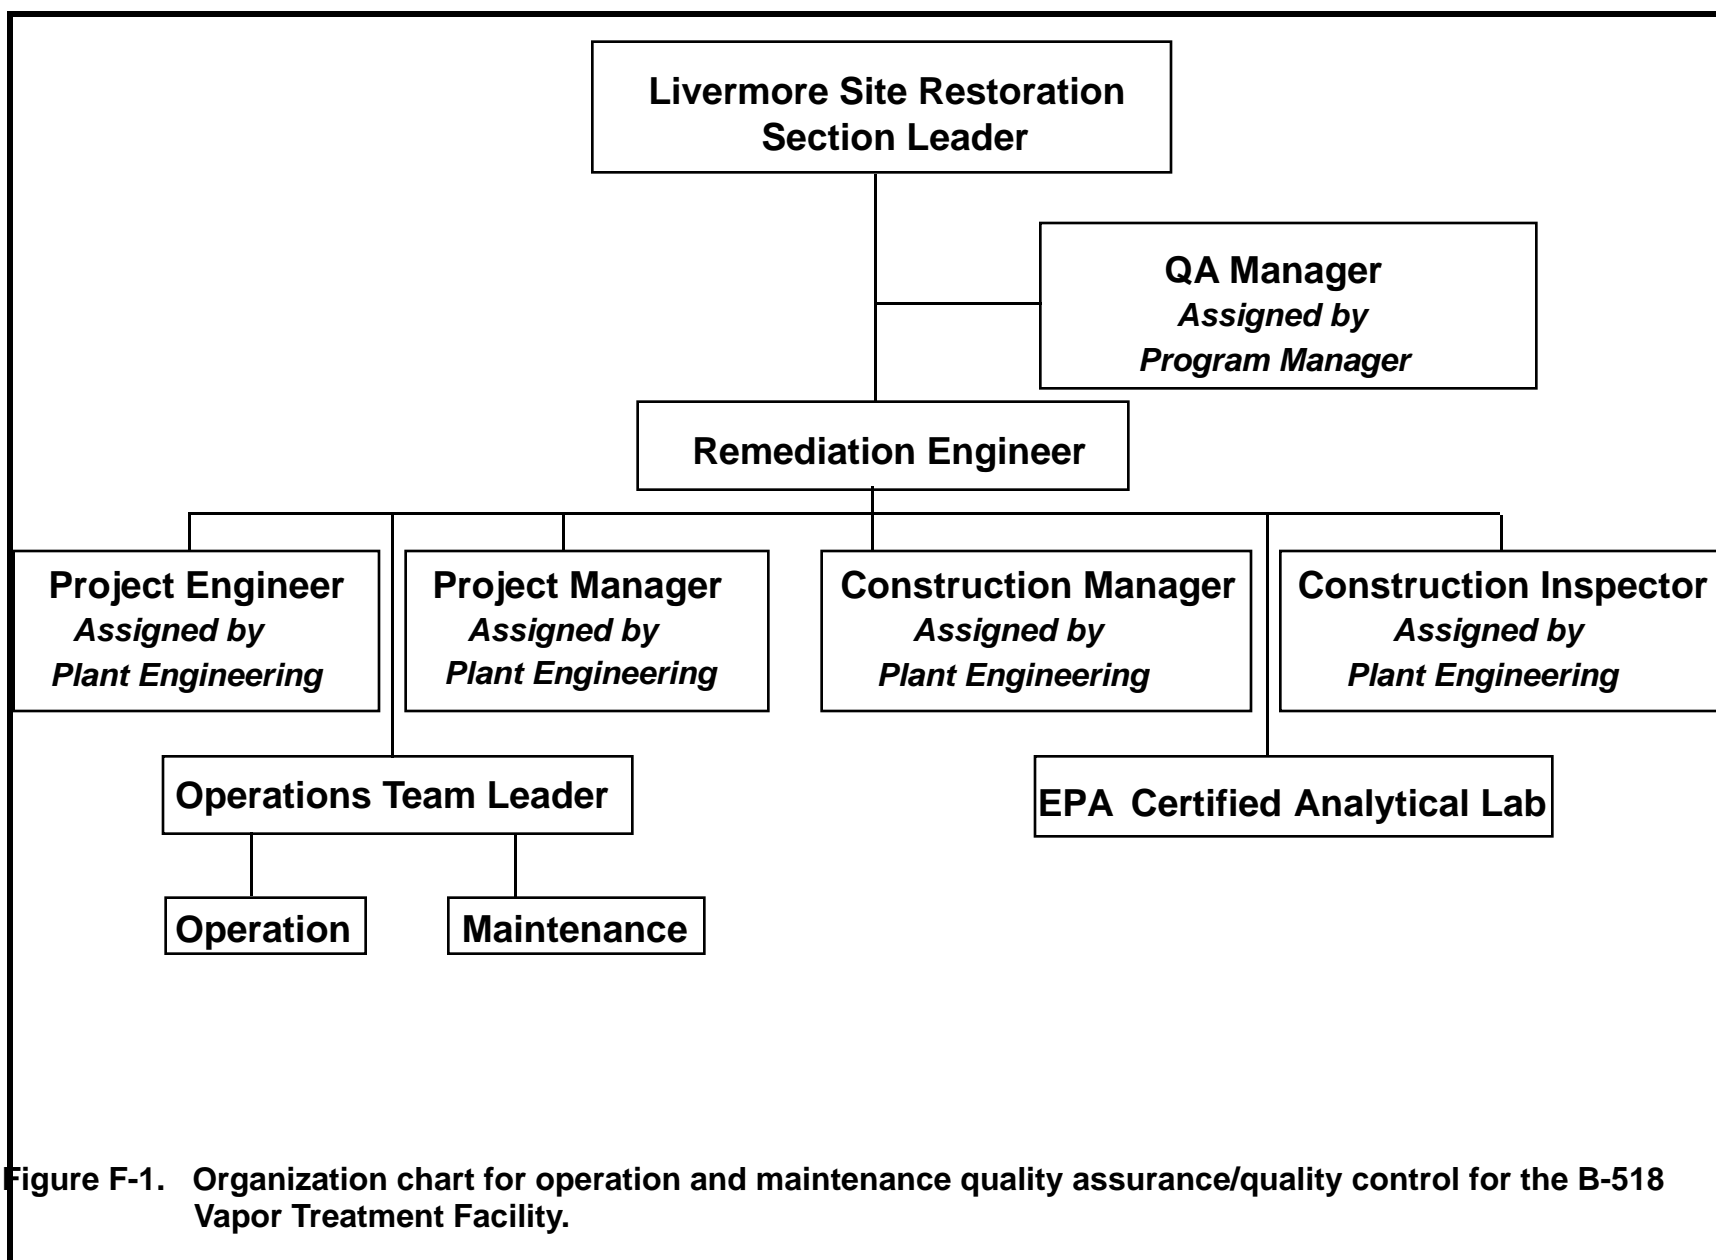 Livermore Site Restoration
Section Leader
QA Manager
Assigned by
Program Manager
Remediation Engineer
Project Engineer
Assigned by
Plant Engineering
Project Manager
Assigned by
Plant Engineering
Construction Manager
Assigned by
Plant Engineering
Construction Inspector
Assigned by
Plant Engineering
Operations Team Leader
EPA Certified Analytical Lab
Operation
Maintenance
Figure F-1. Organization chart for operation and maintenance quality assurance/quality control for the B-518
Vapor Treatment Facility.